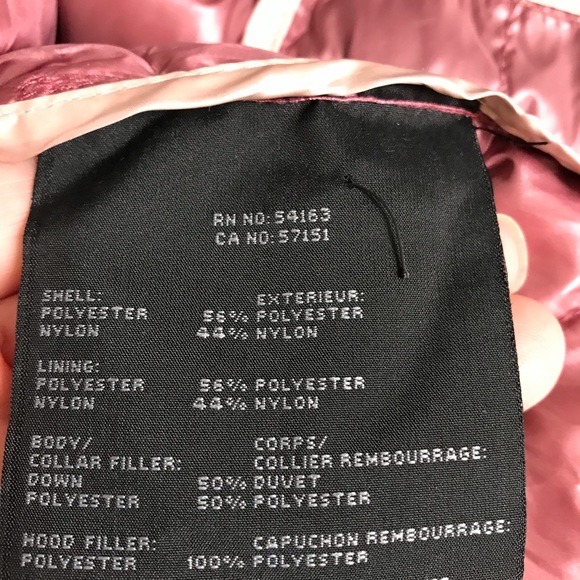 RN NO: 54163
CA NO: 57151
SHELL: EXTERIEUR:
POLYESTER 56% POLYESTER
NYLON 44% NYLON
LINING:
POLYESTER 56% POLYESTER
NYLON 44% NYLON
BODY/ CORPS/
COLLAR FILLER: COLLIER REMBOURRAGE:
DOWN 50% DUVET
POLYESTER 50% POLYESTER
HOOD FILLER: CAPUCHON REMBOURRAGE:
POLYESTER 100% POLYESTER